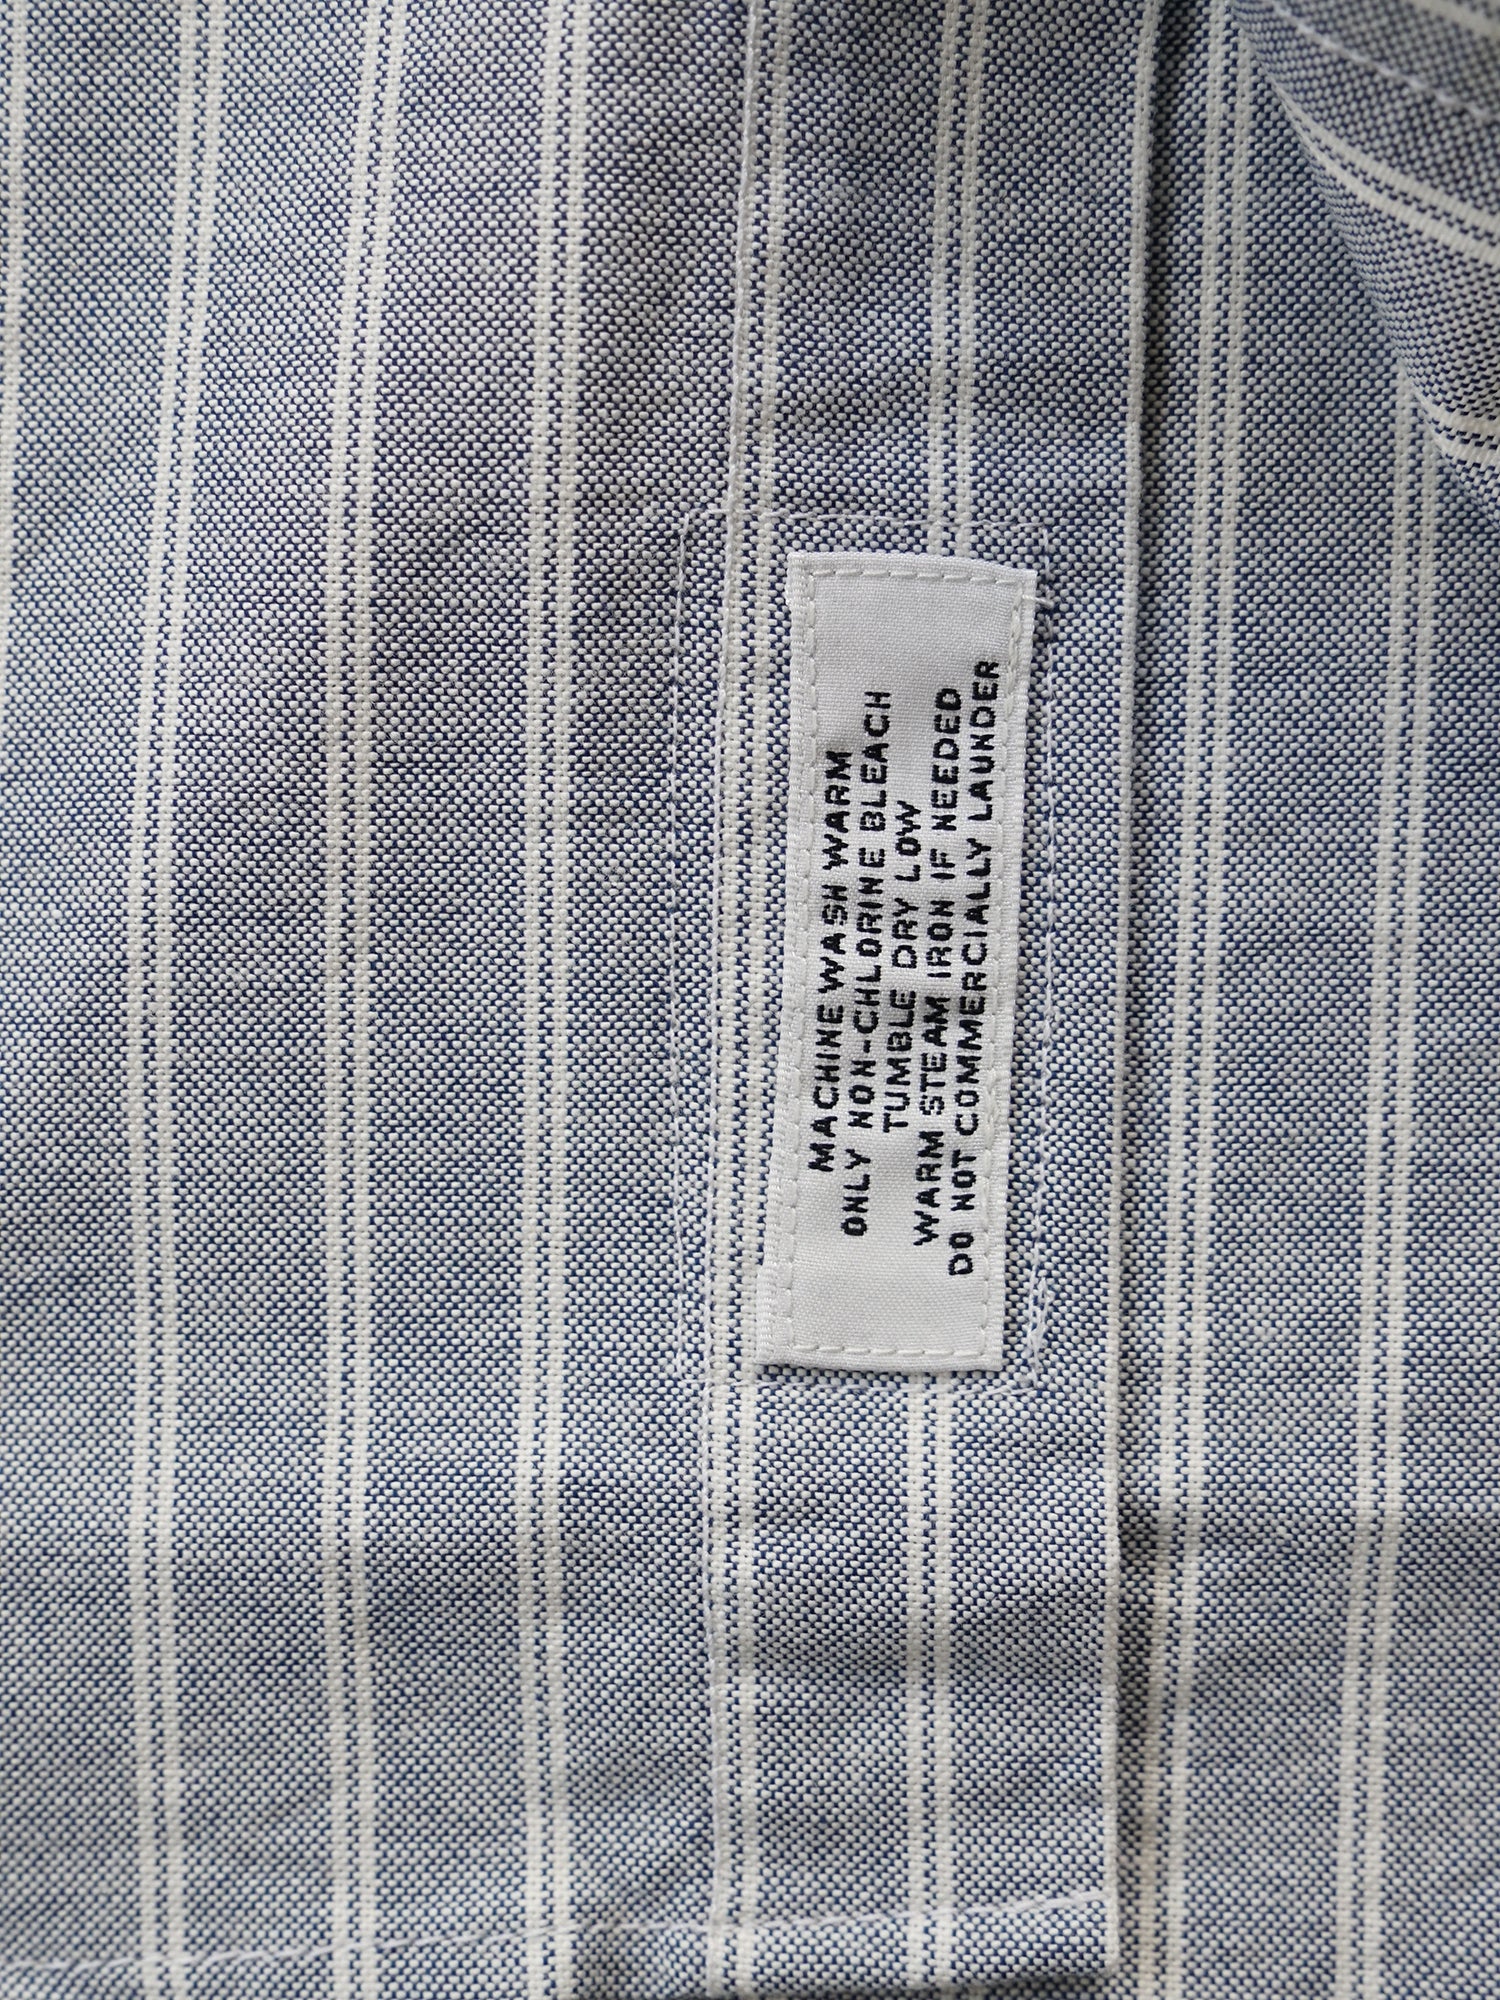 MACHINE WASH WARM
ONLY NON-CHLORINE BLEACH
TUMBLE DRY LOW
WARM STEAM IRON IF NEEDED
DO NOT COMMERCIALLY LAUNDER